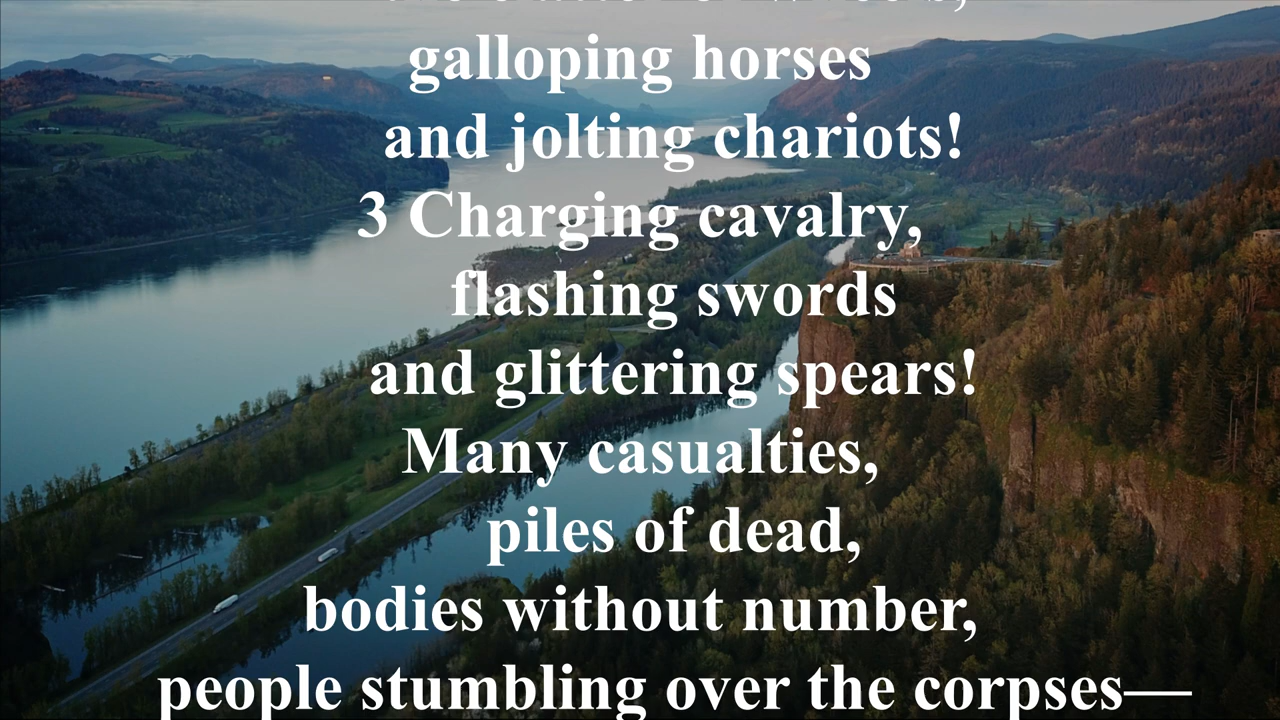 galloping horses
and jolting chariots!
3 Charging cavalry,
flashing swords
and glittering spears!
Many casualties,
piles of dead,
bodies without number,
people stumbling over the corpses—